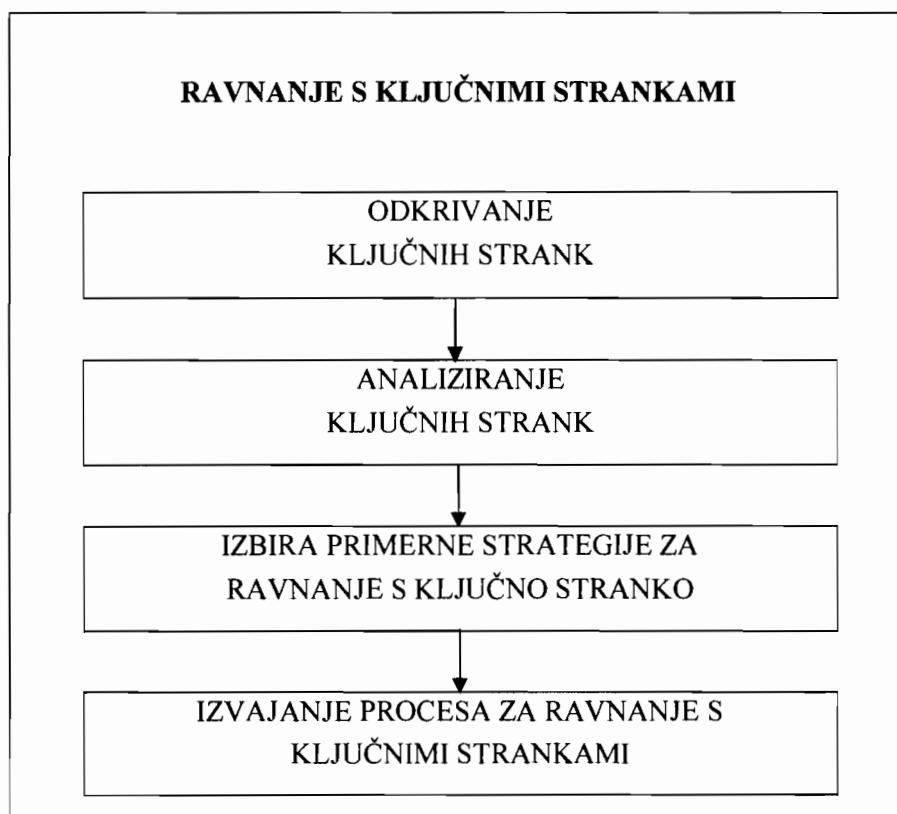 RAVNANJE S KLJUČNIMI STRANKAMI
ODKRIVANJE
KLJUČNIH STRANK
ANALIZIRANJE
KLJUČNIH STRANK
IZBIRA PRIMERNE STRATEGIJE ZA
RAVNANJE S KLJUČNO STRANKO
IZVAJANJE PROCESA ZA RAVNANJE S
KLJUČNIMI STRANKAMI